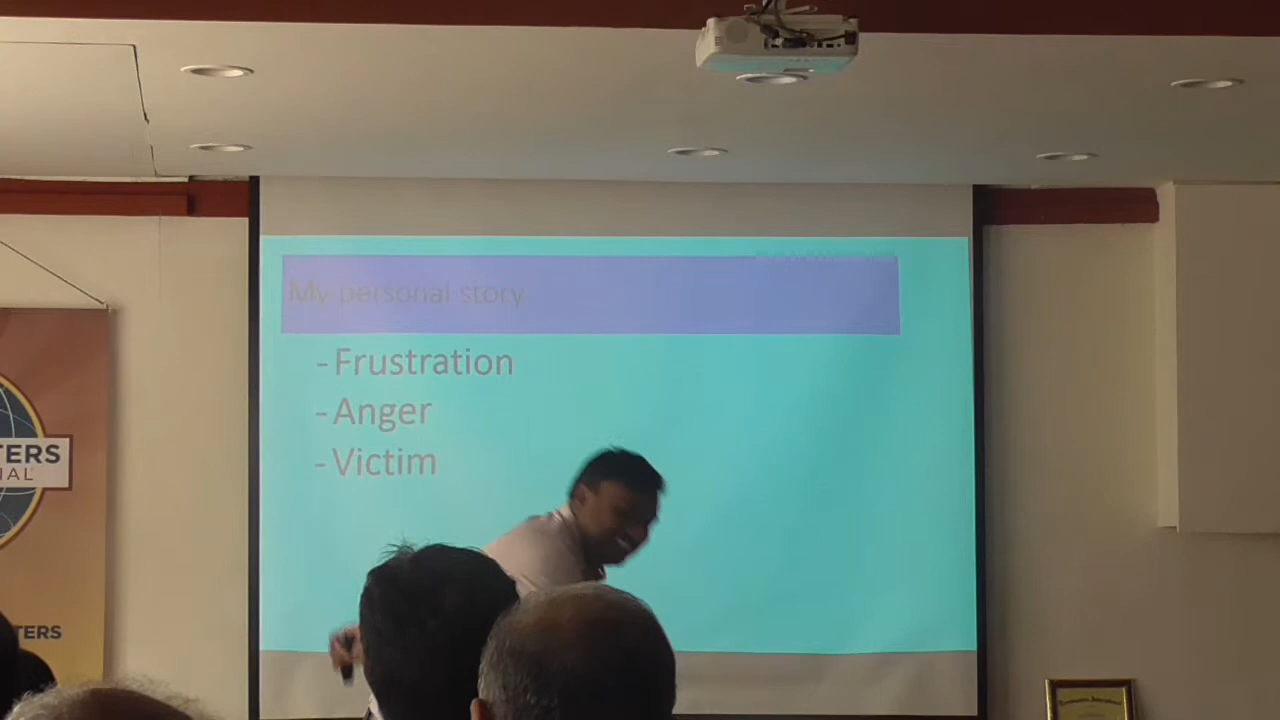 My personal story
- Frustration
- Anger
- Victim
TERS
IAL
TERS